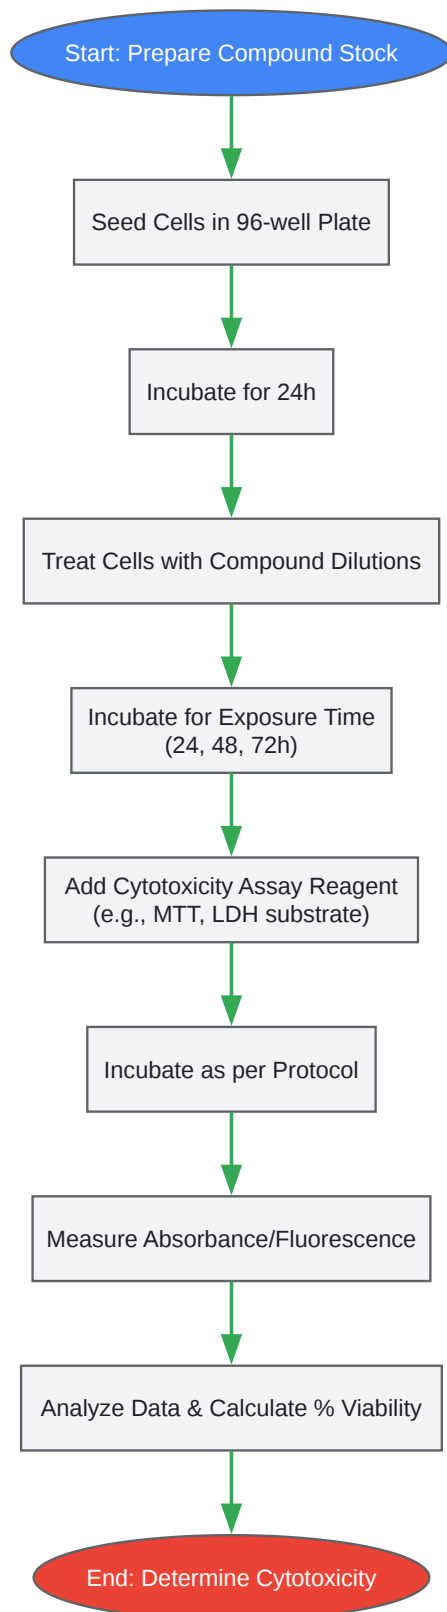 Start: Prepare Compound Stock
Seed Cells in 96-well Plate
Incubate for 24h
Treat Cells with Compound Dilutions
Incubate for Exposure Time
(24, 48, 72h)
Add Cytotoxicity Assay Reagent
(e.g., MTT, LDH substrate)
Incubate as per Protocol
Measure Absorbance/Fluorescence
Analyze Data & Calculate % Viability
End: Determine Cytotoxicity